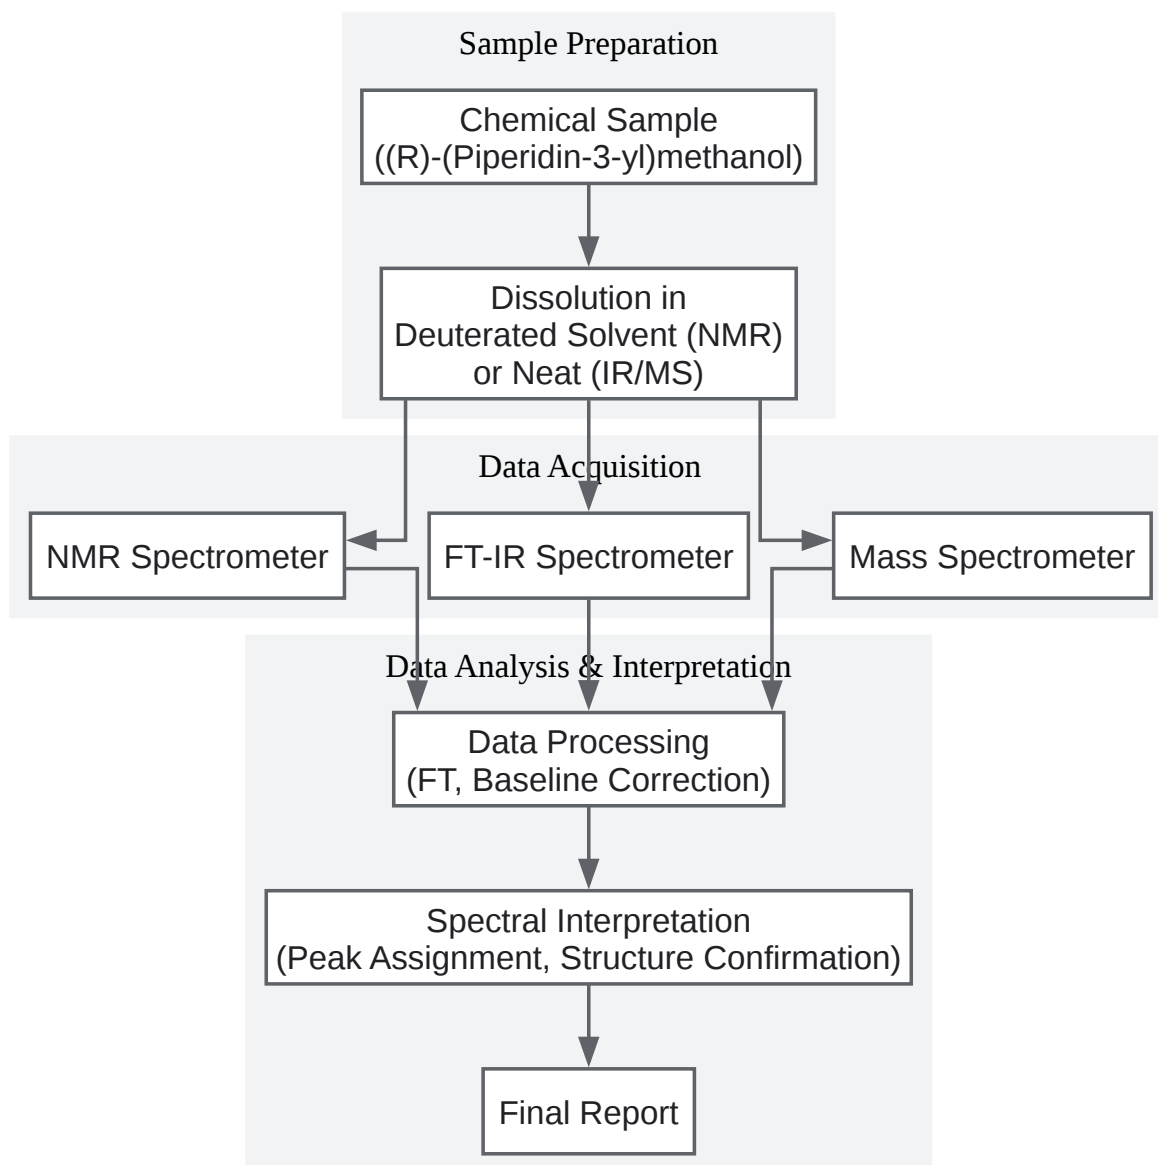 Sample Preparation
Chemical Sample
((R)-(Piperidin-3-yl)methanol)
Dissolution in
Deuterated Solvent (NMR)
or Neat (IR/MS)
Data Acquisition
NMR Spectrometer
FT-IR Spectrometer
Mass Spectrometer
Data Analysis & Interpretation
Data Processing
(FT, Baseline Correction)
Spectral Interpretation
(Peak Assignment, Structure Confirmation)
Final Report